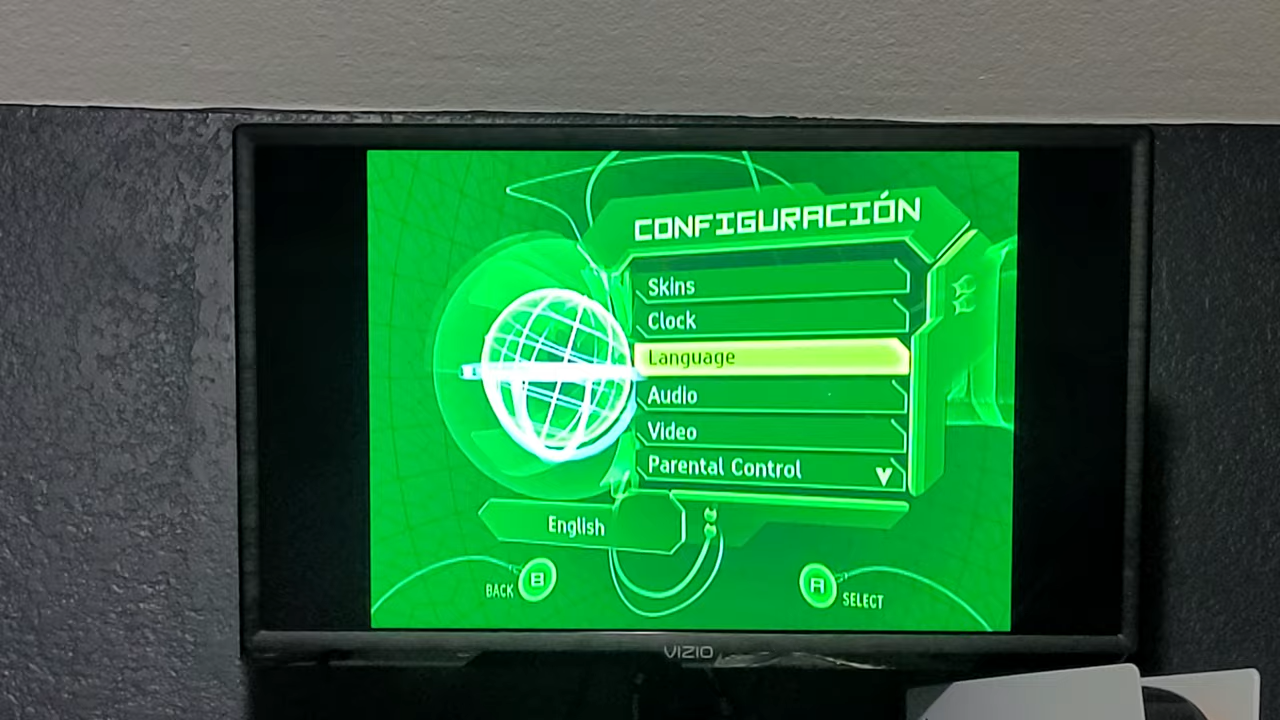 CONFIGURACIÓN
Skins
Clock
Language
Audio
Video
Parental Control
English
BACK B
A SELECT
VIZIO